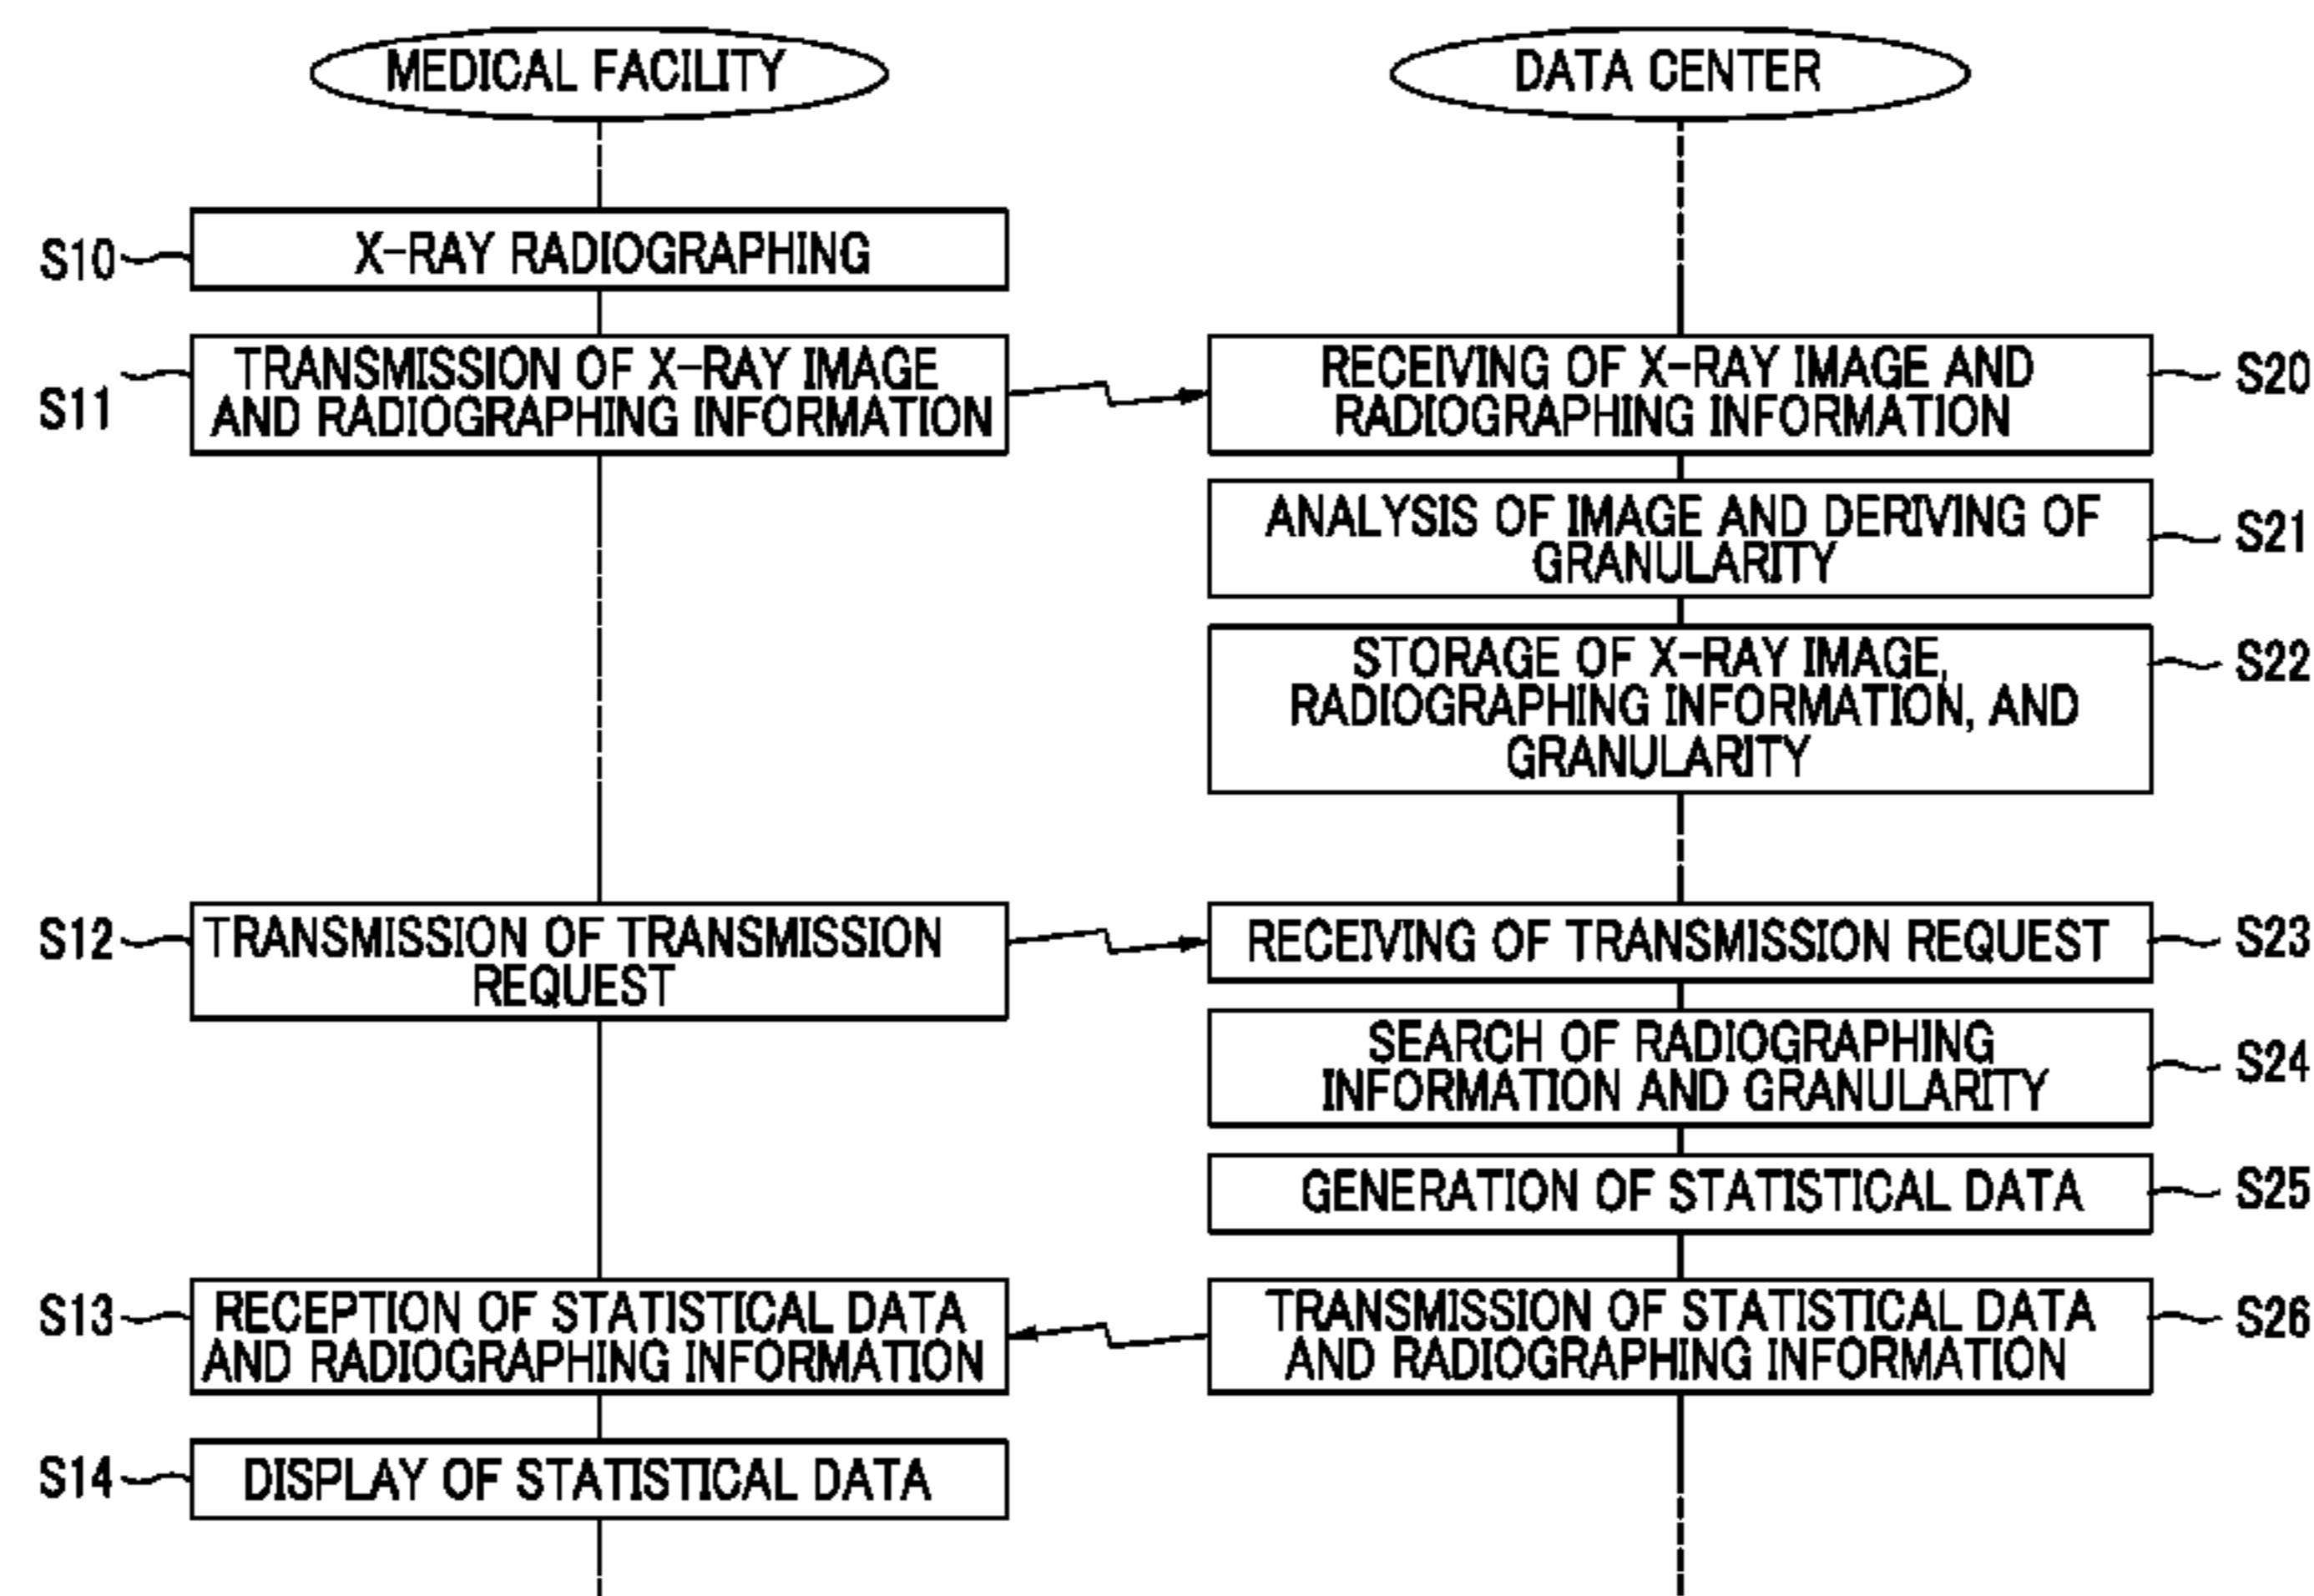 MEDICAL FACILITY
DATA CENTER
S10
X-RAY RADIOGRAPHING
S11
TRANSMISSION OF X-RAY IMAGE
AND RADIOGRAPHING INFORMATION
RECEIVING OF X-RAY IMAGE AND
RADIOGRAPHING INFORMATION
S20
ANALYSIS OF IMAGE AND DERIVING OF
GRANULARITY
S21
STORAGE OF X-RAY IMAGE,
RADIOGRAPHING INFORMATION, AND
GRANULARITY
S22
S12
TRANSMISSION OF TRANSMISSION
REQUEST
RECEIVING OF TRANSMISSION REQUEST
S23
SEARCH OF RADIOGRAPHING
INFORMATION AND GRANULARITY
S24
GENERATION OF STATISTICAL DATA
S25
S13
RECEPTION OF STATISTICAL DATA
AND RADIOGRAPHING INFORMATION
TRANSMISSION OF STATISTICAL DATA
AND RADIOGRAPHING INFORMATION
S26
S14
DISPLAY OF STATISTICAL DATA